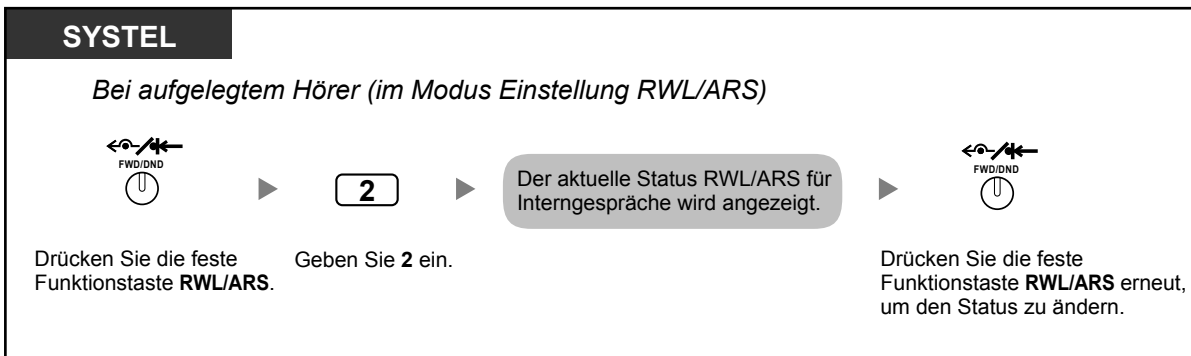 SYSTEL
Bei aufgelegtem Hörer (im Modus Einstellung RWL/ARS)
FWD/DND
Drücken Sie die feste
Funktionstaste RWL/ARS.
2
Geben Sie 2 ein.
Der aktuelle Status RWL/ARS für
Interngespräche wird angezeigt.
FWD/DND
Drücken Sie die feste
Funktionstaste RWL/ARS erneut,
um den Status zu ändern.